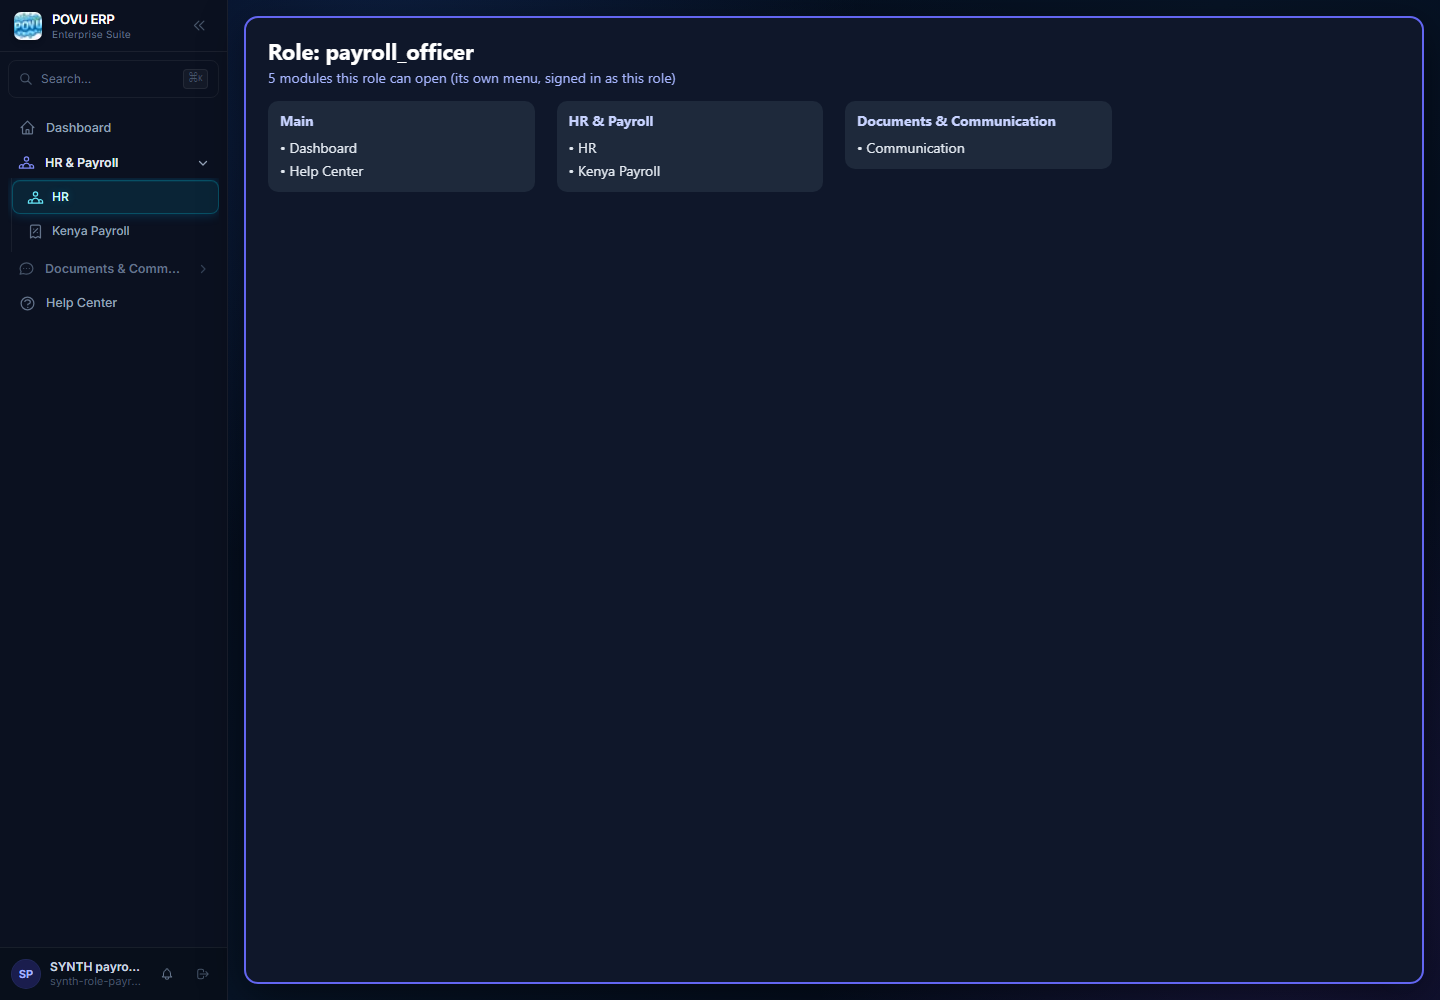 POVU ERP
Enterprise Suite
Search...
⌘K
Dashboard
HR & Payroll
HR
Kenya Payroll
Documents & Comm...
Help Center
SP
SYNTH payro...
synth-role-payr...
Role: payroll_officer
5 modules this role can open (its own menu, signed in as this role)
Main
• Dashboard
• Help Center
HR & Payroll
• HR
• Kenya Payroll
Documents & Communication
• Communication